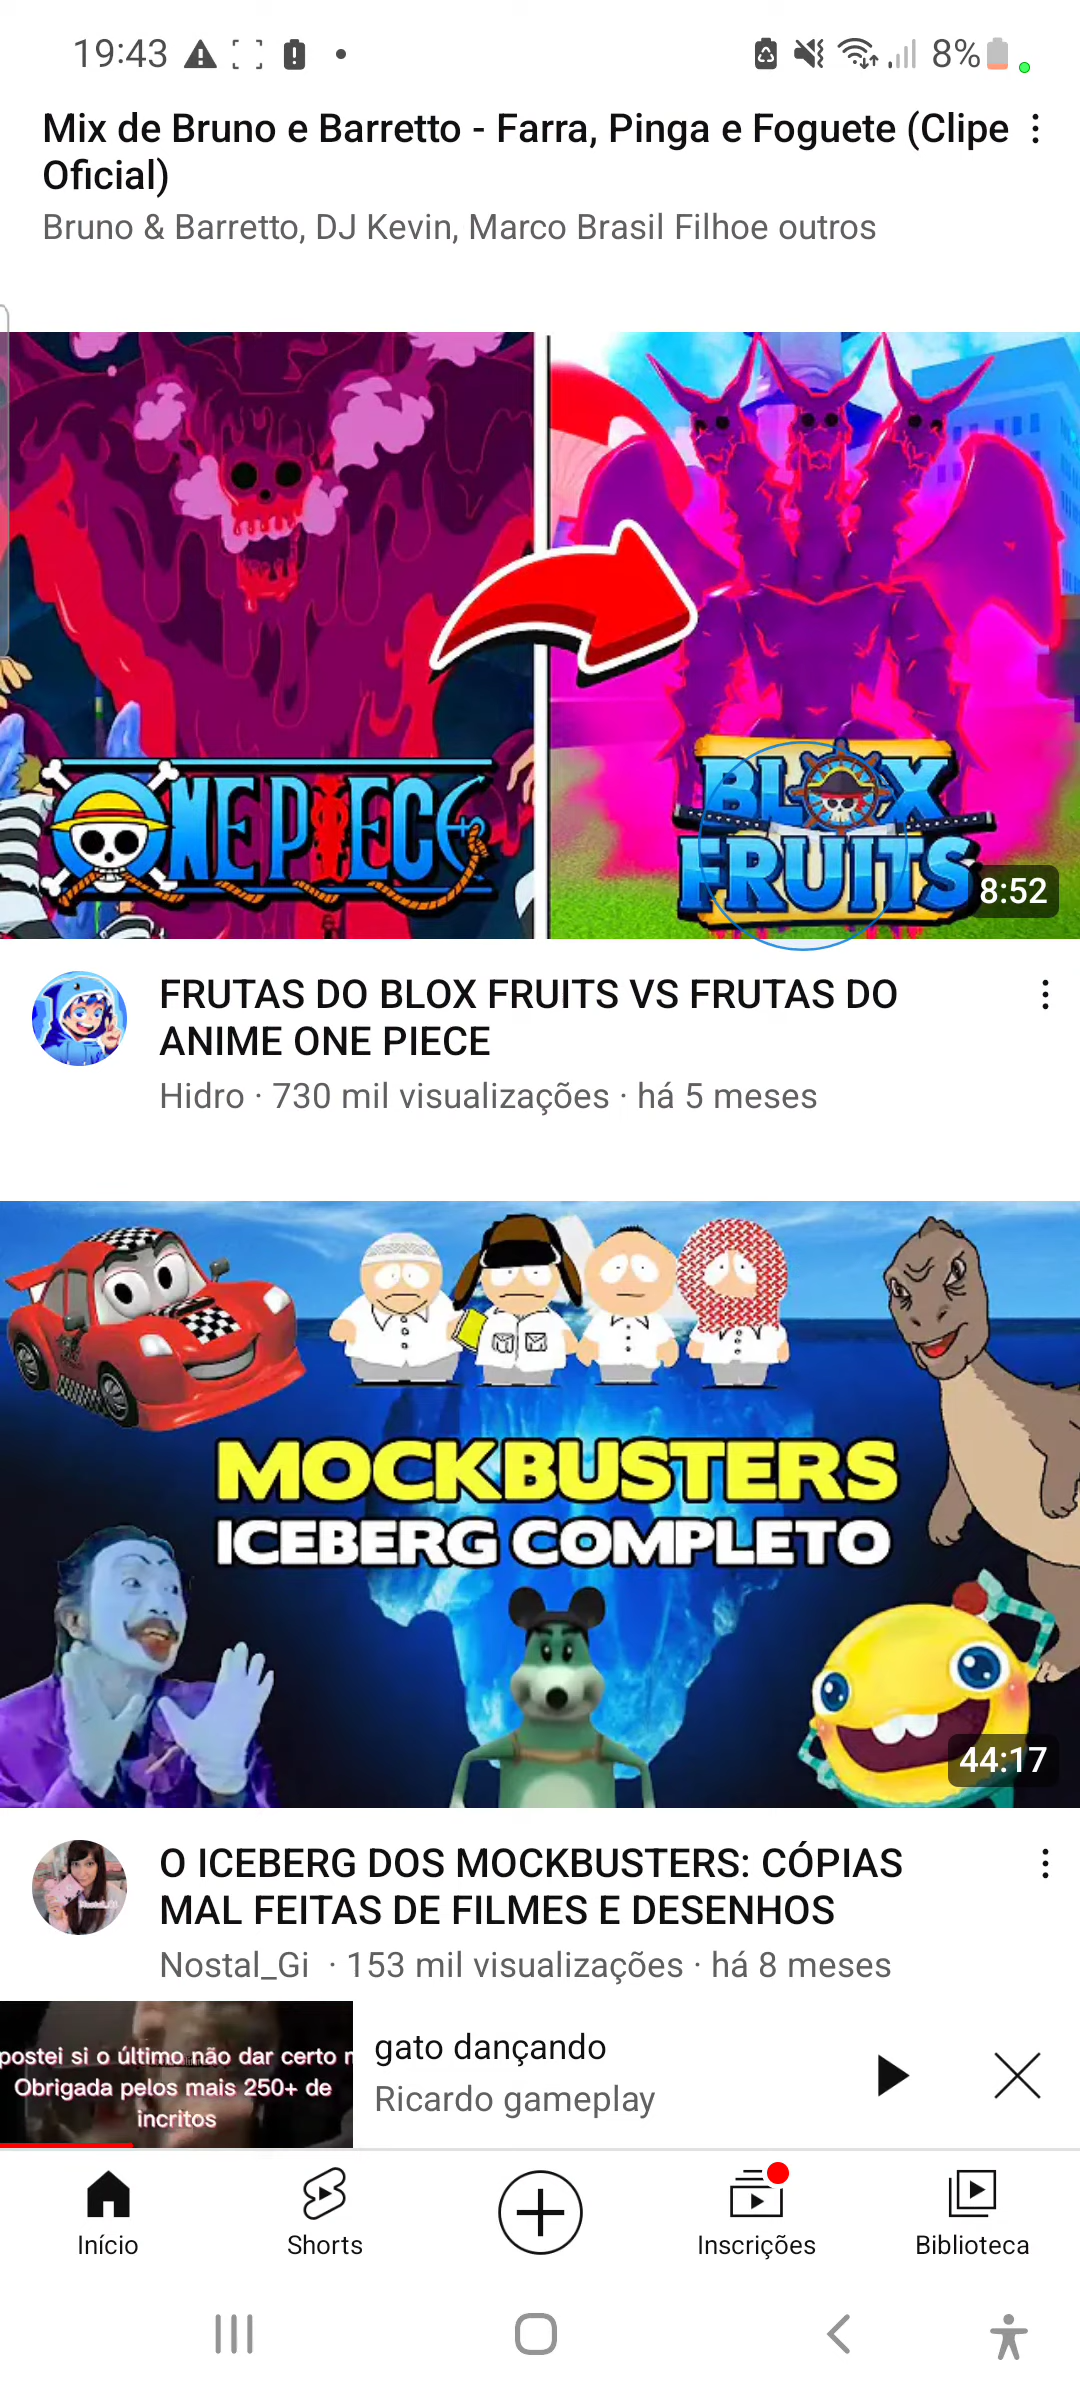 19:43
8%
Mix de Bruno e Barretto - Farra, Pinga e Foguete (Clipe
Oficial)
Bruno & Barretto, DJ Kevin, Marco Brasil Filhoe outros
ONE PIECE
BLOX
FRUITS
8:52
FRUTAS DO BLOX FRUITS VS FRUTAS DO
ANIME ONE PIECE
Hidro · 730 mil visualizações · há 5 meses
MOCKBUSTERS
ICEBERG COMPLETO
44:17
O ICEBERG DOS MOCKBUSTERS: CÓPIAS
MAL FEITAS DE FILMES E DESENHOS
Nostal_Gi · 153 mil visualizações · há 8 meses
postei si o último não dar certo
Obrigada pelos mais 250+ de
incritos
gato dançando
Ricardo gameplay
Início
Shorts
Inscrições
Biblioteca